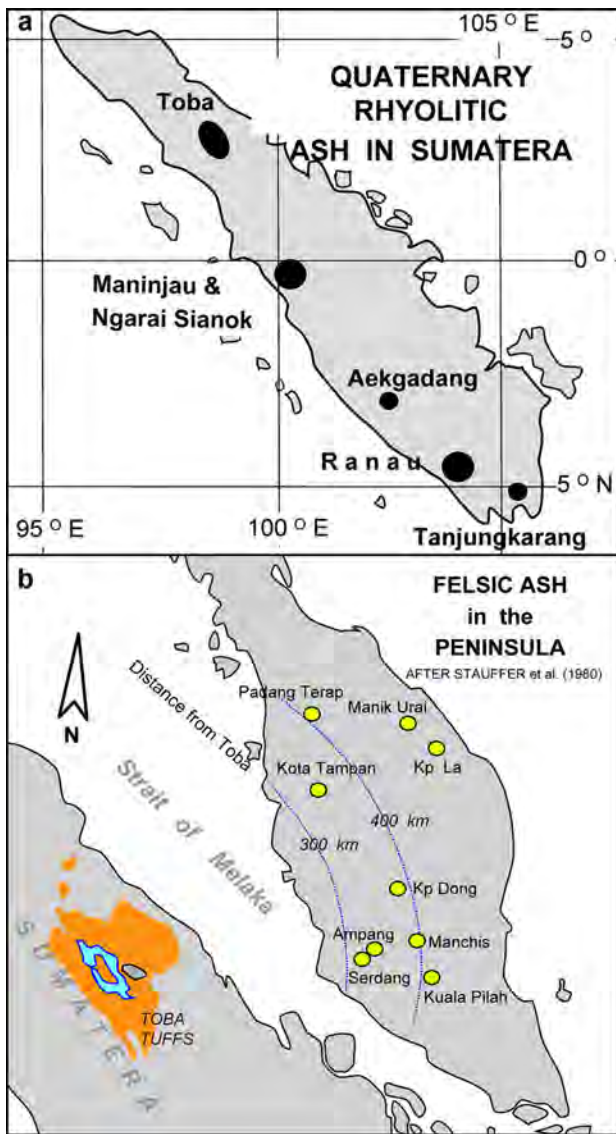 a
105 ° E
5°
QUATERNARY
RHYOLITIC
ASH IN SUMATERA
Toba
0°
Maninjau &
Ngarai Sianok
Aekgadang
Ranau
5 ° N
95 ° E
100 ° E
Tanjungkarang
b
FELSIC ASH
in the
PENINSULA
AFTER STAUFFER et al. (1960)
N
Distance from Toba
Padang Terap
Manik Urai
Kp La
Kota Tampan
Strait of Melaka
400 km
300 km
Kp Dong
Ampang
Manchis
Serdang
Kuala Pilah
SUMATERA
TOBA
TUFFS